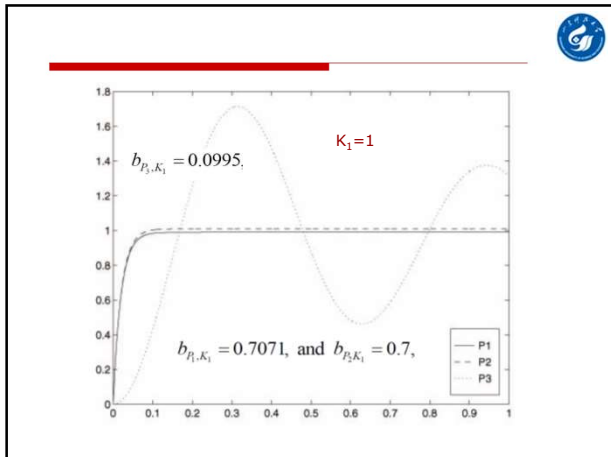 1.8
1.6
K₁=1
b_{P₃,K₁} = 0.0995,
1.4
1.2
1
0.8
0.6
0.4
b_{P₁,K₁} = 0.7071, and b_{P₂K₁} = 0.7,
P1
0.2
P2
P3
0
0 0.1 0.2 0.3 0.4 0.5 0.6 0.7 0.8 0.9 1